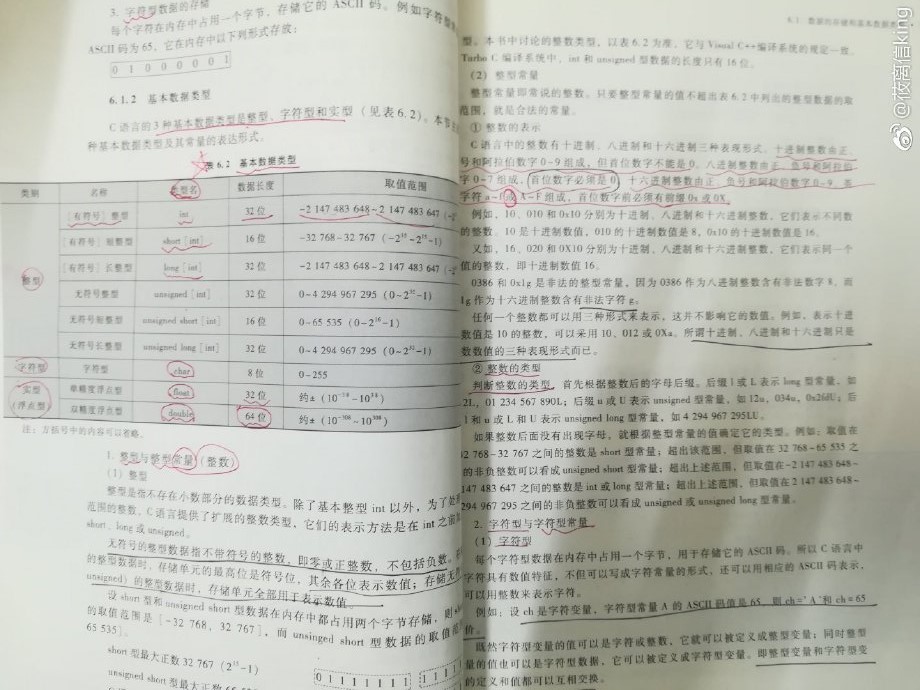 3. 字符型数据的存储
每个字符在内存中占用一个字节，存储它的 ASCII 码。例如字符型
ASCII 码为 65，它在内存中以下列形式存放：
0 1 0 0 0 0 0 1
6.1.2 基本数据类型
C 语言的 3 种基本数据类型是整型、字符型和实型（见表 6.2）。本节
种基本数据类型及其常量的表达形式。
表 6.2 基本数据类型
类别 名称 类型名 数据长度 取值范围
整型
[有符号] 整型 int 32 位 -2 147 483 648~2 147 483 647
[有符号] 短整型 short [int] 16 位 -32 768~32 767 (-2¹⁵~2¹⁵-1)
[有符号] 长整型 long [int] 32 位 -2 147 483 648~2 147 483 647
无符号整型 unsigned [int] 32 位 0~4 294 967 295 (0~2³²-1)
无符号短整型 unsigned short [int] 16 位 0~65 535 (0~2¹⁶-1)
无符号长整型 unsigned long [int] 32 位 0~4 294 967 295 (0~2³²-1)
字符型 字符型 char 8 位 0~255
实型
(浮点型)
单精度浮点型 float 32 位 约± (10⁻³⁸~10³⁸)
双精度浮点型 double 64 位 约± (10⁻³⁰⁸~10³⁰⁸)
注：方括号中的内容可以省略。
1. 整型与整型常量（整数）
（1）整型
整型是指不存在小数部分的数据类型。除了基本整型 int 以外，为了处
范围的整数，C 语言提供了扩展的整数类型，它们的表示方法是在 int 之前
short、long 或 unsigned。
无符号的整型数据指不带符号的整数，即零或正整数，不包括负数。
的整型数据时，存储单元的最高位是符号位，其余各位表示数值；存储无
unsigned）的整型数据时，存储单元全部用于表示数值。
设 short 型和 unsigned short 型数据在内存中都占用两个字节存储，则
的取值范围是 [-32 768, 32 767]，而 unsinged short 型数据的取值
65 535]。
short 型最大正数 32 767 (2¹⁵-1)
0 1 1 1 1 1 1 1
unsigned short 型最大正数
6.1 数据的存储和基本数据类型
型。本书中讨论的整数类型，以表 6.2 为准，它与 Visual C++编译系统的规定一致。
Turbo C 编译系统中，int 和 unsigned 型数据的长度只有 16 位。
（2）整型常量
整型常量即常说的整数。只要整型常量的值不超出表 6.2 中列出的整型数据的取
范围，就是合法的常量。
① 整数的表示
C 语言中的整数有十进制、八进制和十六进制三种表现形式。十进制整数由正、
号和阿拉伯数字 0~9 组成，但首位数字不能是 0。八进制整数由正、负号和阿拉的
字 0~7 组成，首位数字必须是 0。十六进制整数由正、负号和阿拉的数字 0~9、英
字符 a~f 或 A~F 组成，首位数字前必须有前缀 0x 或 0X。
例如，10、010 和 0x10 分别为十进制、八进制和十六进制整数，它们表示不同数
的整数。10 是十进制数值，010 的十进制数值是 8，0x10 的十进制数值是 16。
又如，16、020 和 0X10 分别为十进制、八进制和十六进制整数，它们表示同一个
值的整数，即十进制数值 16。
0386 和 0x1g 是非法的整型常量，因为 0386 作为八进制整数含有非法数字 8，而
1g 作为十六进制整数含有非法字符 g。
任何一个整数都可以用三种形式来表示，这并不影响它的数值。例如，表示十进
数值是 10 的整数，可以采用 10、012 或 0Xa。所谓十进制、八进制和十六进制只是
数数值的三种表现形式而已。
② 整数的类型
判断整数的类型，首先根据整数后的字母后缀。后缀 l 或 L 表示 long 型常量，如
2L，01 234 567 890L；后缀 u 或 U 表示 unsigned 型常量，如 12u，034u，0x26fU；后
l 和 u 或 L 和 U 表示 unsigned long 型常量，如 4 294 967 295LU。
如果整数后面没有出现字母，就根据整型常量的值确定它的类型。例如：取值在
32 768~32 767 之间的整数是 short 型常量；超出该范围，但取值在 32 768~65 535 之
的非负整数可以看成 unsigned short 型常量；超出上述范围，但取值在-2 147 483 648~
147 483 647 之间的整数是 int 或 long 型常量；超出上述范围，但取值在 2 147 483 648~
294 967 295 之间的非负整数可以看成 unsigned 或 unsigned long 型常量。
2. 字符型与字符型常量
（1）字符型
每个字符型数据在内存中占用一个字节，用于存储它的 ASCII 码。所以 C 语言中
字符具有数值特征，不但可以写成字符常量的形式，还可以用相应的 ASCII 码表示，
可以用整数来表示字符。
例如：设 ch 是字符变量，字符型常量 A 的 ASCII 码值是 65，则 ch='A'和 ch=65
价。
既然字符型变量的值可以是字符或整数，它就可以被定义成整型变量；同时整型
量的值也可以是字符型数据，它可以被定义成字符型变量。即整型变量和字符型变
的定义和值都可以互相交换。